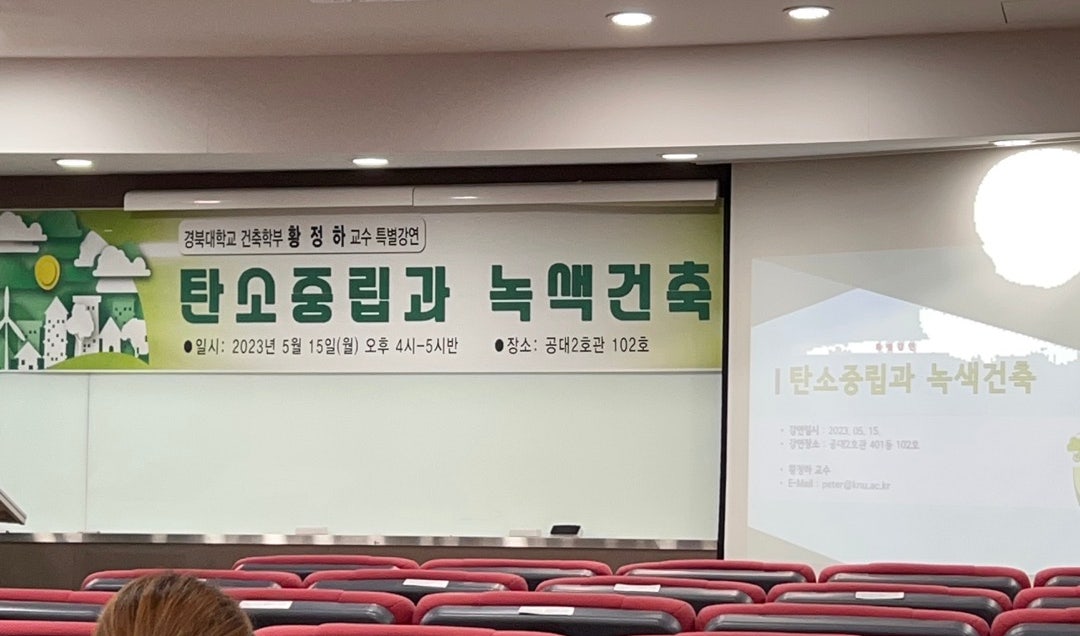 경북대학교 건축학부 황정하 교수 특별강연
탄소중립과 녹색건축
●일시: 2023년 5월 15일(월) 오후 4시-5시반 ●장소: 공대2호관 102호
특별강연
| 탄소중립과 녹색건축
• 강연일시 : 2023. 05. 15.
• 강연장소 : 공대2호관 401동 102호
• 황정하 교수
• E-Mail : peter@knu.ac.kr